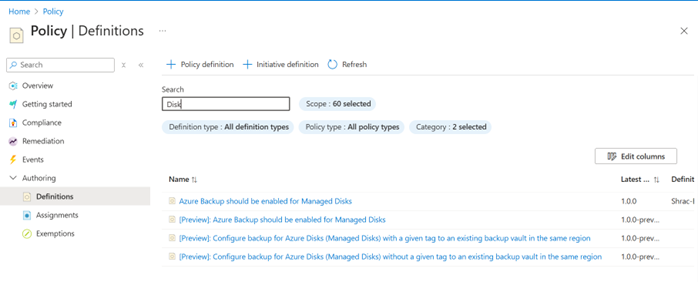 Home > Policy
Policy | Definitions ...
Search
Overview
Getting started
Compliance
Remediation
Events
Authoring
Definitions
Assignments
Exemptions
+ Policy definition + Initiative definition Refresh
Search
Disk
Scope : 60 selected
Definition type : All definition types Policy type : All policy types Category : 2 selected
Edit columns
Name ↑↓ Latest ... ↑↓ Definit
Azure Backup should be enabled for Managed Disks 1.0.0 Shrac-
[Preview]: Azure Backup should be enabled for Managed Disks 1.0.0-prev...
[Preview]: Configure backup for Azure Disks (Managed Disks) with a given tag to an existing backup vault in the same region 1.0.0-prev...
[Preview]: Configure backup for Azure Disks (Managed Disks) without a given tag to an existing backup vault in the same region 1.0.0-prev...